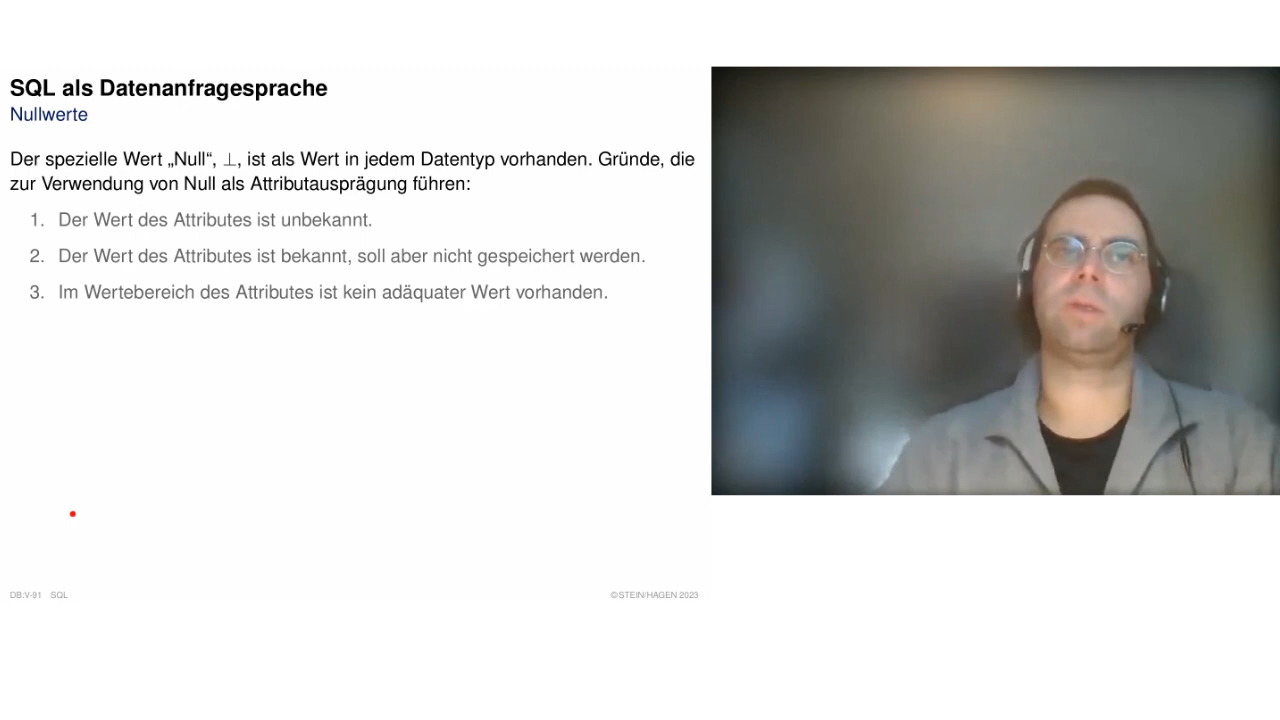 SQL als Datenanfragesprache
Nullwerte
Der spezielle Wert „Null“, ⊥, ist als Wert in jedem Datentyp vorhanden. Gründe, die
zur Verwendung von Null als Attributausprägung führen:
1. Der Wert des Attributes ist unbekannt.
2. Der Wert des Attributes ist bekannt, soll aber nicht gespeichert werden.
3. Im Wertebereich des Attributes ist kein adäquater Wert vorhanden.
DB:V-91 SQL
©STEIN/HAGEN 2023